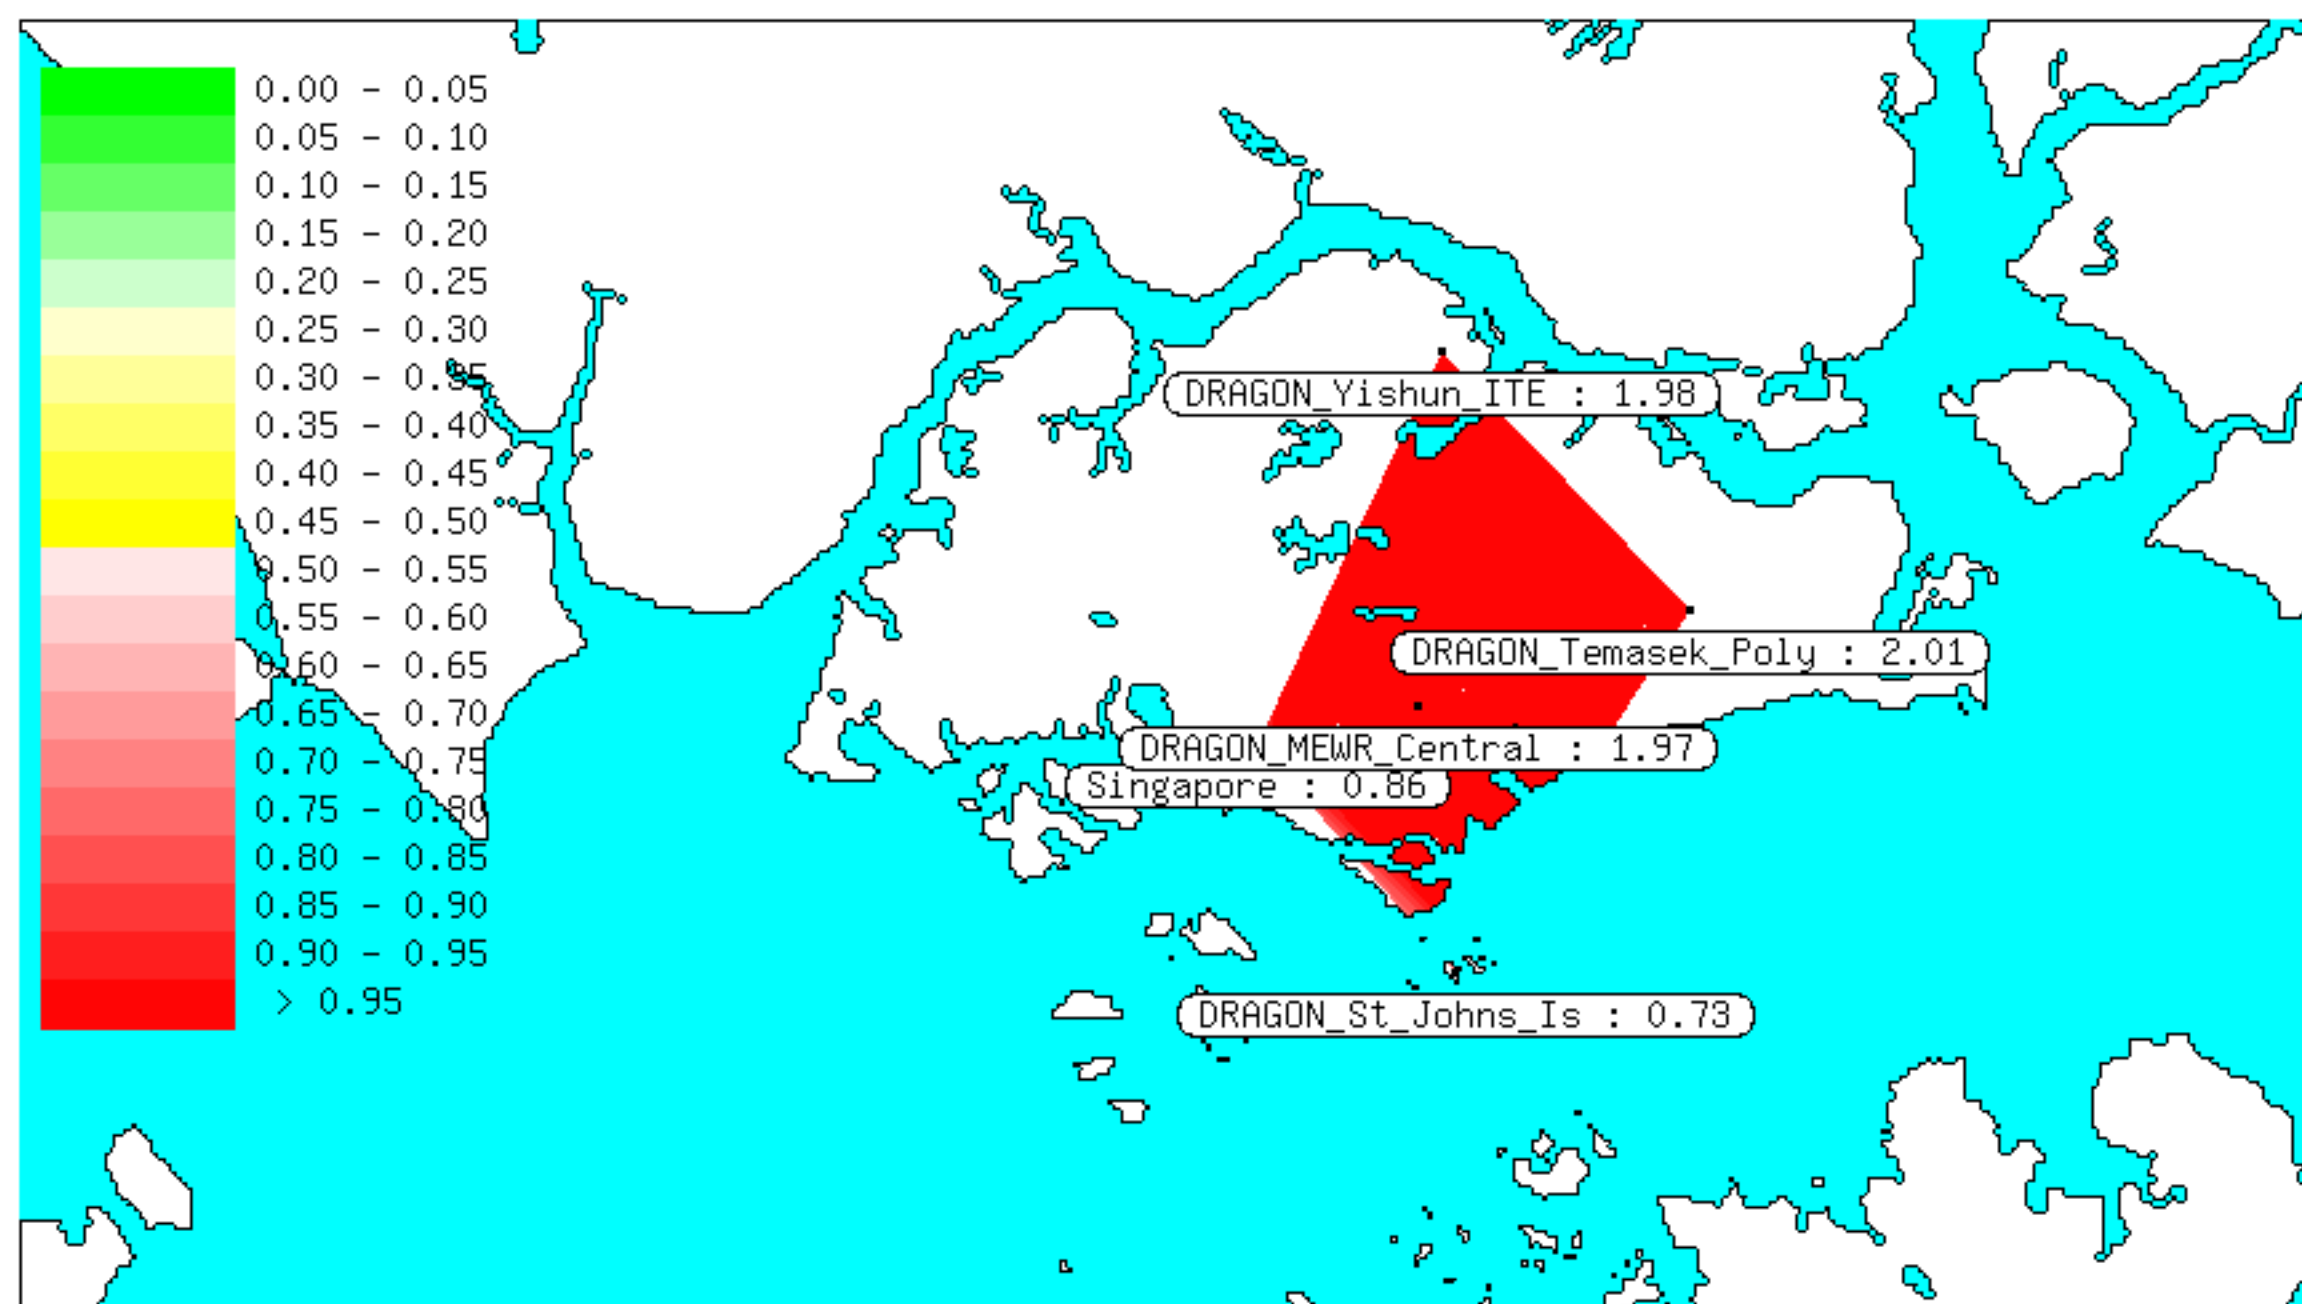 0.00 - 0.05
0.05 - 0.10
0.10 - 0.15
0.15 - 0.20
0.20 - 0.25
0.25 - 0.30
0.30 - 0.35
0.35 - 0.40
0.40 - 0.45
0.45 - 0.50
0.50 - 0.55
0.55 - 0.60
0.60 - 0.65
0.65 - 0.70
0.70 - 0.75
0.75 - 0.80
0.80 - 0.85
0.85 - 0.90
0.90 - 0.95
> 0.95
DRAGON_Yishun_ITE : 1.98
DRAGON_Temasek_Poly : 2.01
DRAGON_MEWR_Central : 1.97
Singapore : 0.86
DRAGON_St_Johns_Is : 0.73